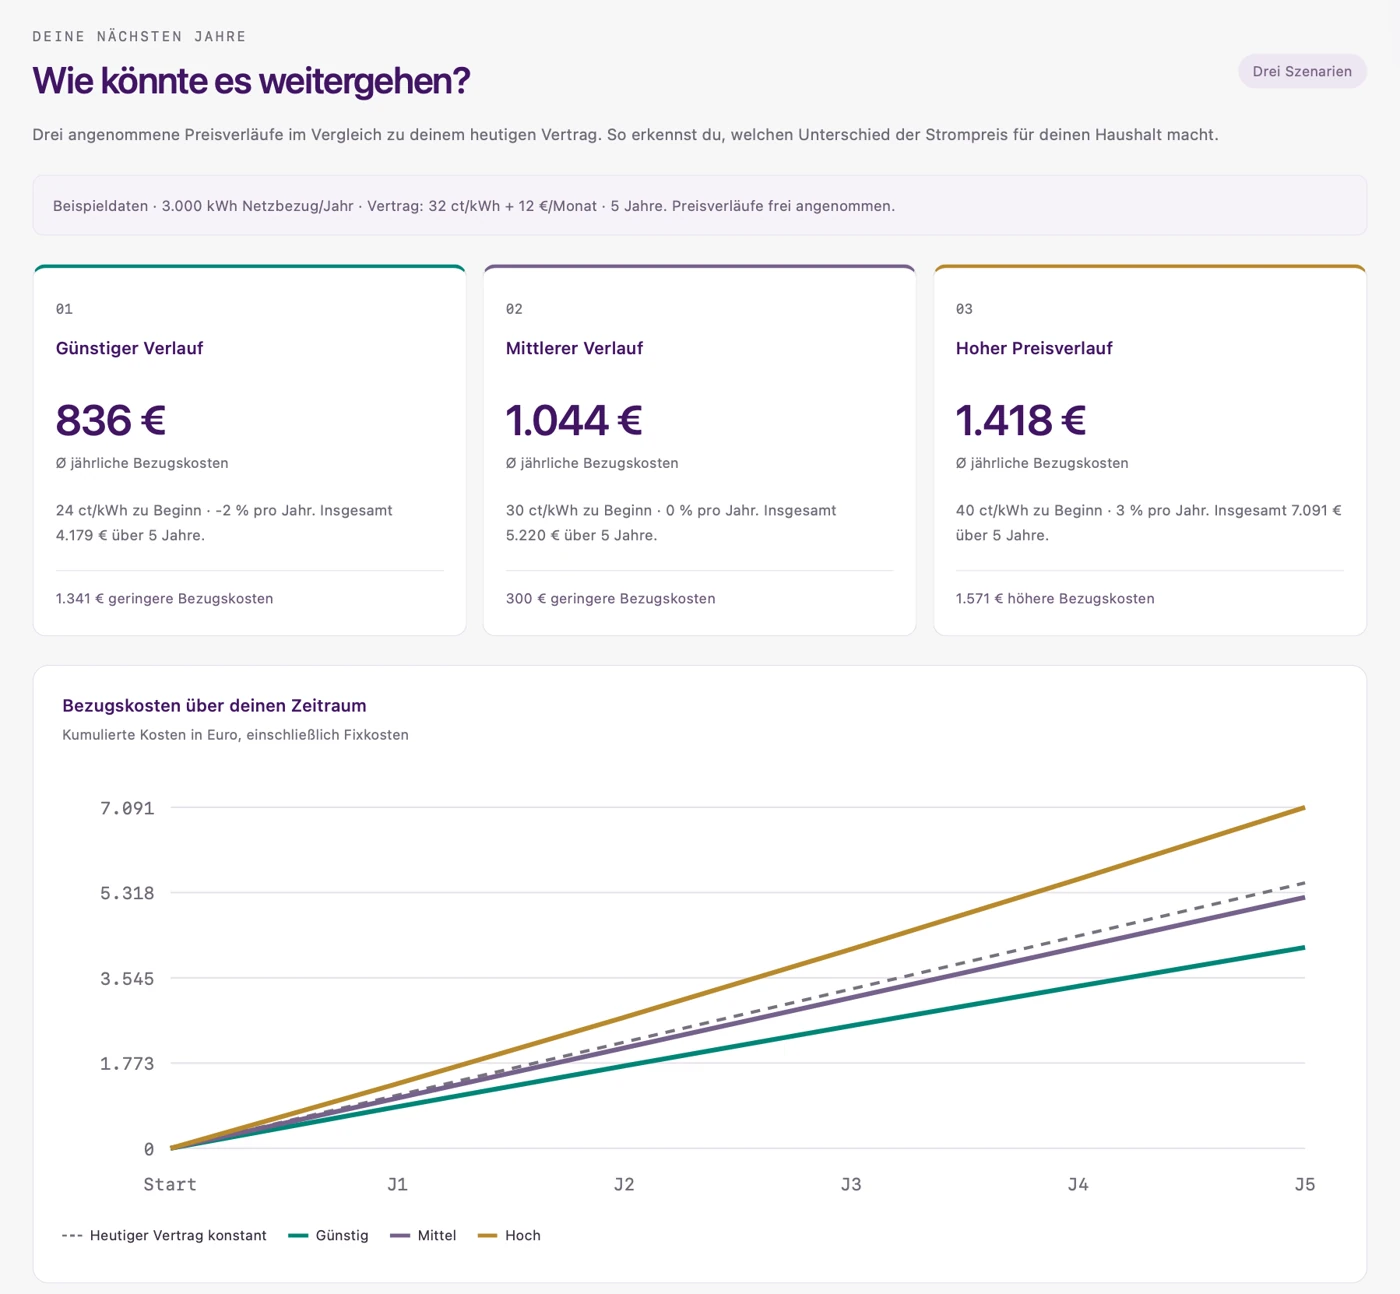 DEINE NÄCHSTEN JAHRE
Wie könnte es weitergehen?
Drei Szenarien
Drei angenommene Preisverläufe im Vergleich zu deinem heutigen Vertrag. So erkennst du, welchen Unterschied der Strompreis für deinen Haushalt macht.
Beispieldaten · 3.000 kWh Netzbezug/Jahr · Vertrag: 32 ct/kWh + 12 €/Monat · 5 Jahre. Preisverläufe frei angenommen.
01
Günstiger Verlauf
836 €
Ø jährliche Bezugskosten
24 ct/kWh zu Beginn · -2 % pro Jahr. Insgesamt
4.179 € über 5 Jahre.
1.341 € geringere Bezugskosten
02
Mittlerer Verlauf
1.044 €
Ø jährliche Bezugskosten
30 ct/kWh zu Beginn · 0 % pro Jahr. Insgesamt
5.220 € über 5 Jahre.
300 € geringere Bezugskosten
03
Hoher Preisverlauf
1.418 €
Ø jährliche Bezugskosten
40 ct/kWh zu Beginn · 3 % pro Jahr. Insgesamt 7.091 €
über 5 Jahre.
1.571 € höhere Bezugskosten
Bezugskosten über deinen Zeitraum
Kumulierte Kosten in Euro, einschließlich Fixkosten
7.091
5.318
3.545
1.773
0
Start J1 J2 J3 J4 J5
Heutiger Vertrag konstant Günstig Mittel Hoch